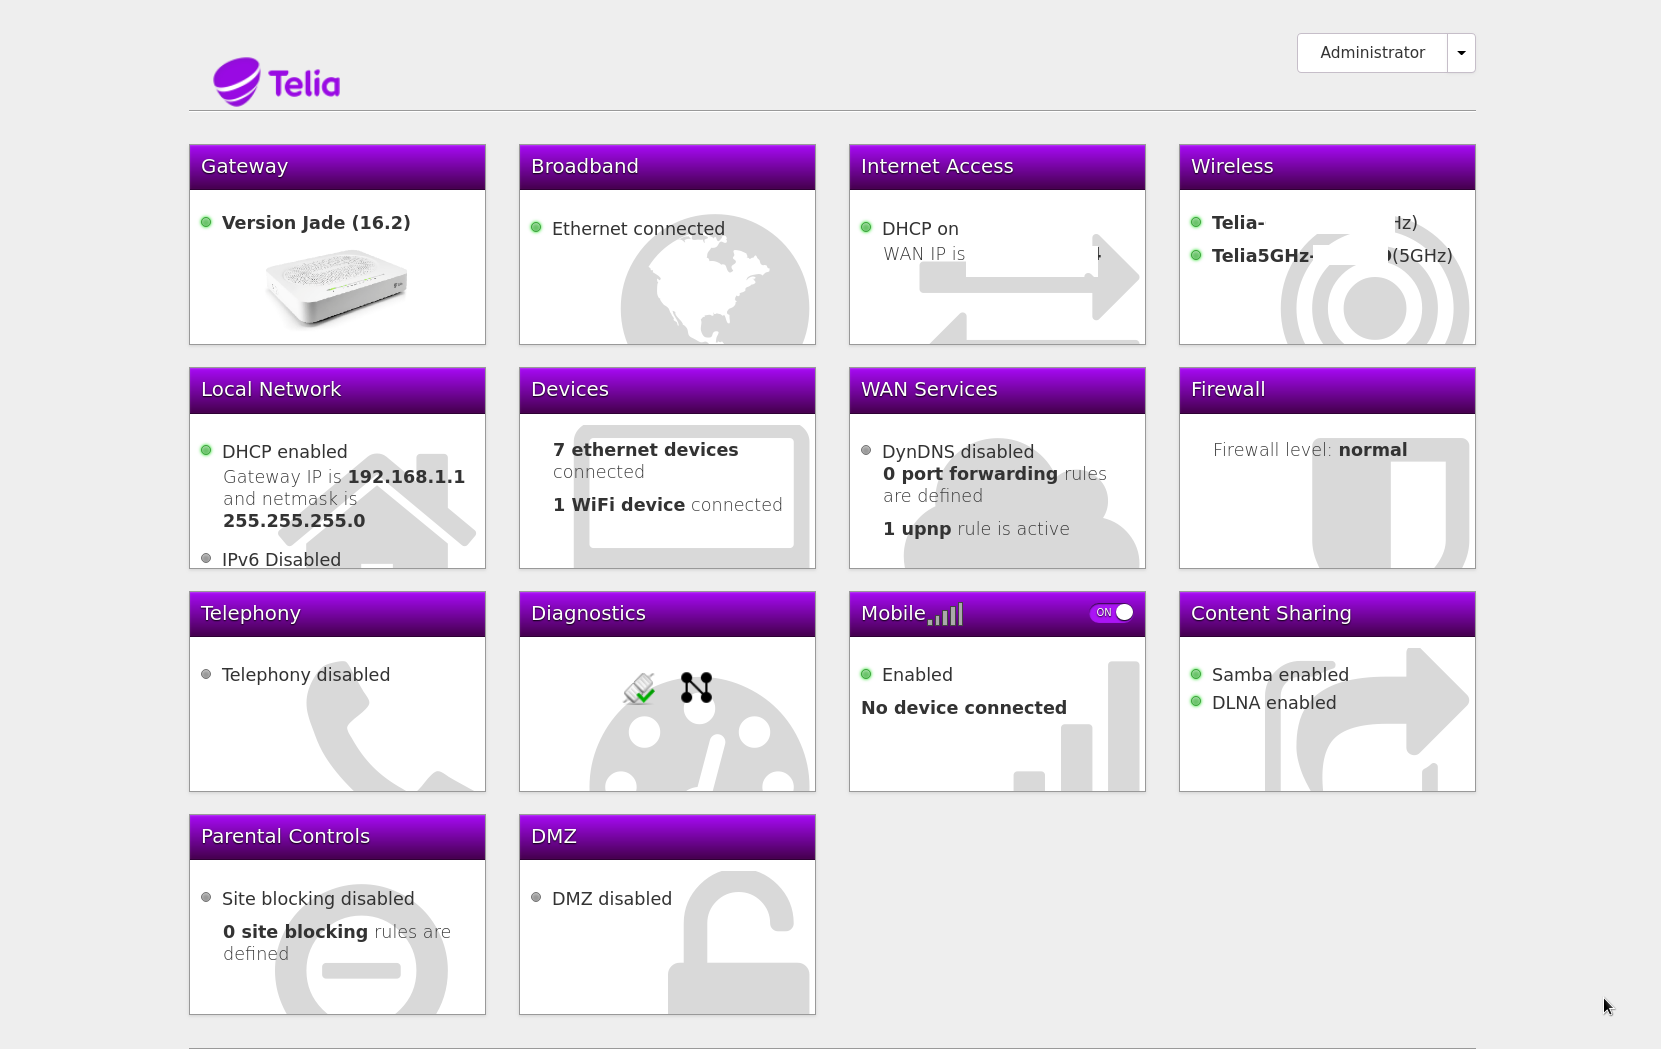 Telia
Administrator
Gateway
Version Jade (16.2)
Broadband
Ethernet connected
Internet Access
DHCP on
WAN IP is
Wireless
Telia- Hz)
Telia5GHz- (5GHz)
Local Network
DHCP enabled
Gateway IP is 192.168.1.1
and netmask is
255.255.255.0
IPv6 Disabled
Devices
7 ethernet devices
connected
1 WiFi device connected
WAN Services
DynDNS disabled
0 port forwarding rules
are defined
1 upnp rule is active
Firewall
Firewall level: normal
Telephony
Telephony disabled
Diagnostics
Mobile ON
Enabled
No device connected
Content Sharing
Samba enabled
DLNA enabled
Parental Controls
Site blocking disabled
0 site blocking rules are
defined
DMZ
DMZ disabled